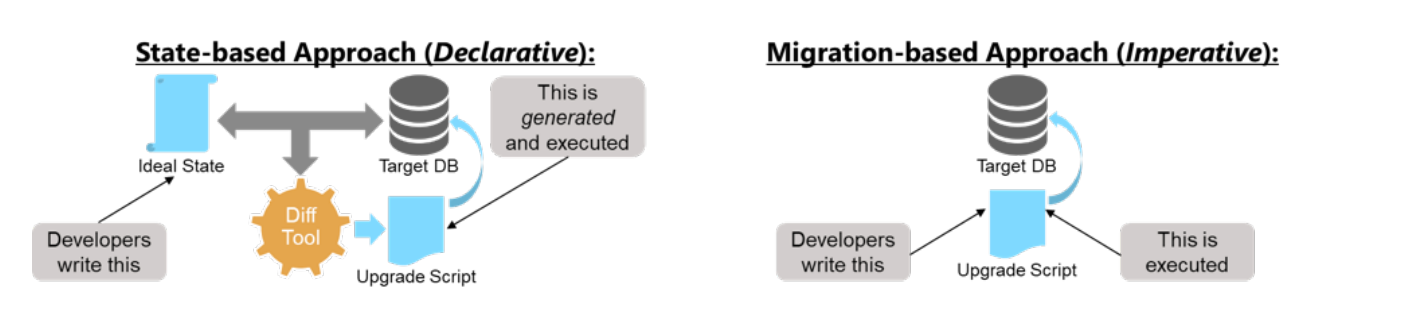 State-based Approach (Declarative):
This is
generated
and executed
Ideal State
Target DB
Diff
Tool
Developers
write this
Upgrade Script
Migration-based Approach (Imperative):
Target DB
Developers
write this
This is
executed
Upgrade Script